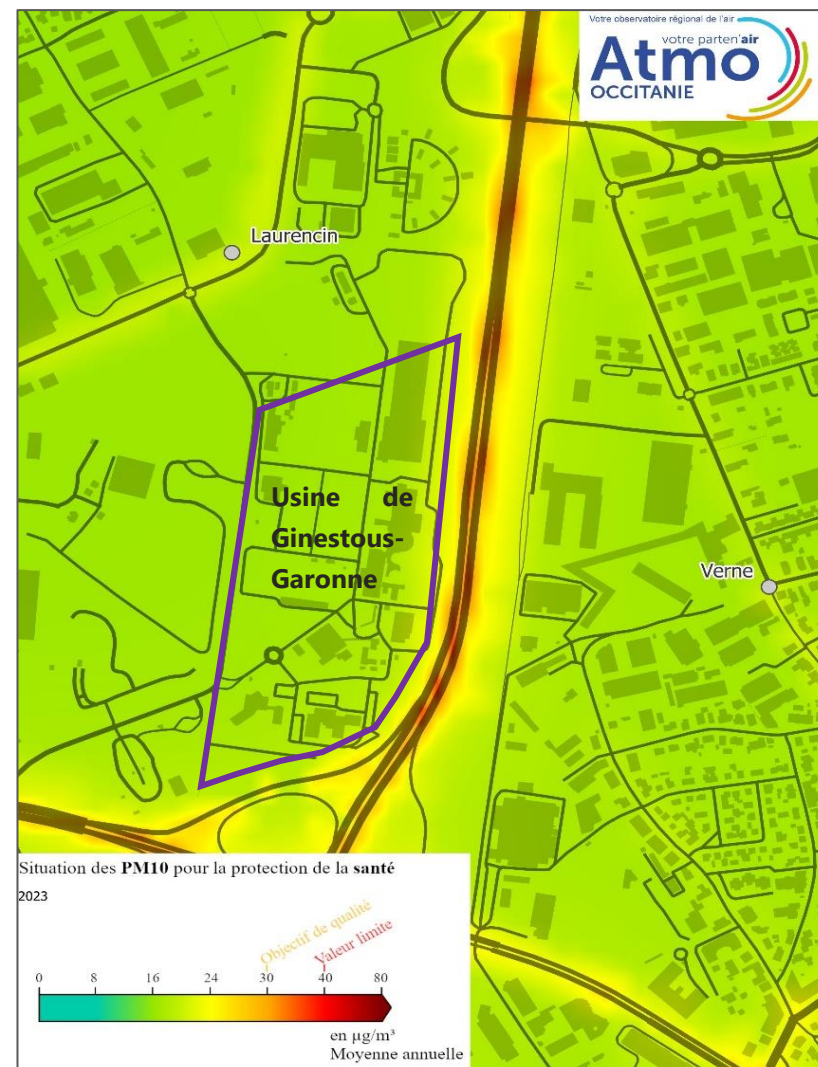 Votre observatoire régional de l'air
votre parten'air
Atmo
OCCITANIE
Laurencin
Usine de
Ginestous-
Garonne
Verne
Situation des PM10 pour la protection de la santé
2023
Objectif de qualité
Valeur limite
0 8 16 24 30 40 80
en µg/m³
Moyenne annuelle